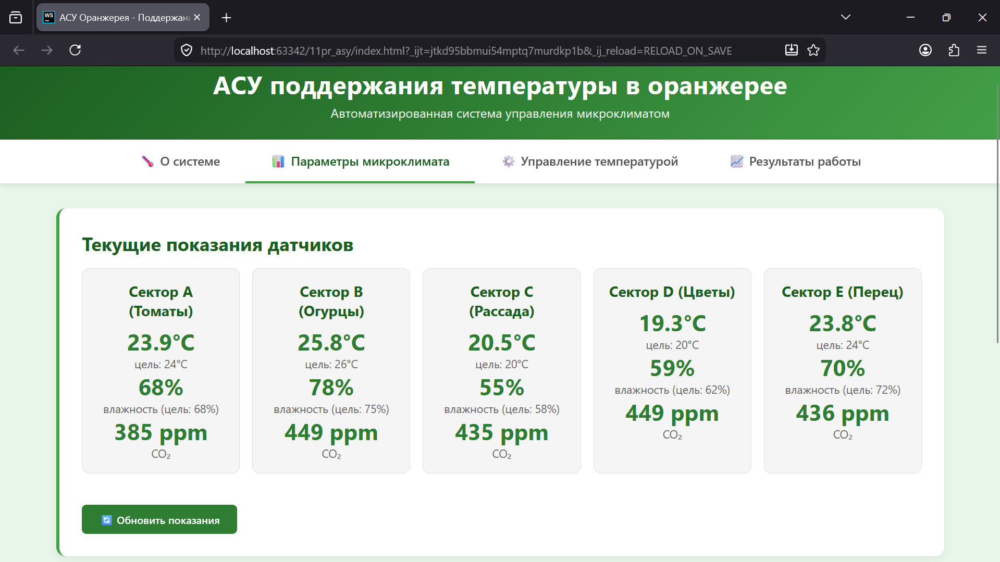 WS
АСУ Оранжерея - Поддержан
http://localhost:63342/11pr_asy/index.html?_ijt=jtkd95bbmui54mptq7murdkp1b&_ij_reload=RELOAD_ON_SAVE
АСУ поддержания температуры в оранжерее
Автоматизированная система управления микроклиматом
О системе
Параметры микроклимата
Управление температурой
Результаты работы
Текущие показания датчиков
Сектор A
(Томаты)
23.9°C
цель: 24°C
68%
влажность (цель: 68%)
385 ppm
CO₂
Сектор B
(Огурцы)
25.8°C
цель: 26°C
78%
влажность (цель: 75%)
449 ppm
CO₂
Сектор C
(Рассада)
20.5°C
цель: 20°C
55%
влажность (цель: 58%)
435 ppm
CO₂
Сектор D (Цветы)
19.3°C
цель: 20°C
59%
влажность (цель: 62%)
449 ppm
CO₂
Сектор E (Перец)
23.8°C
цель: 24°C
70%
влажность (цель: 72%)
436 ppm
CO₂
Обновить показания